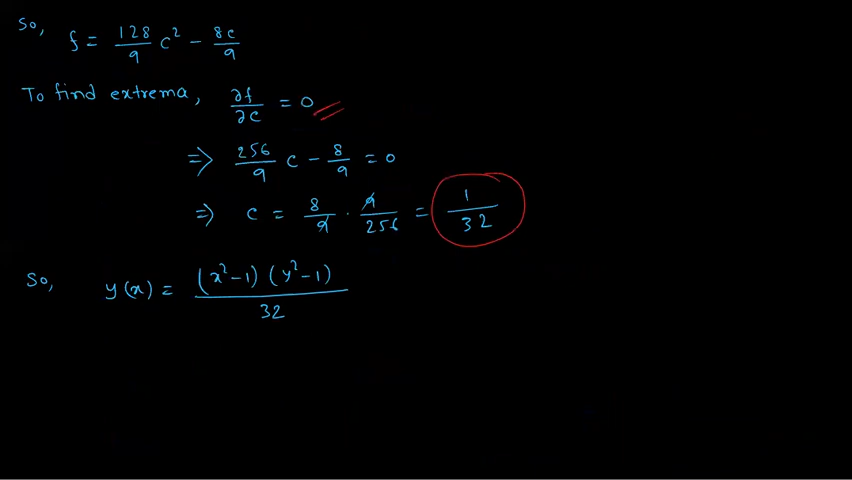 So,
f = 128/9 c² - 8c/9
To find extrema, ∂f/∂c = 0
=> 256/9 c - 8/9 = 0
=> c = 8/9 · 9/256 = 1/32
So, y(x) = (x²-1)(y²-1)/32